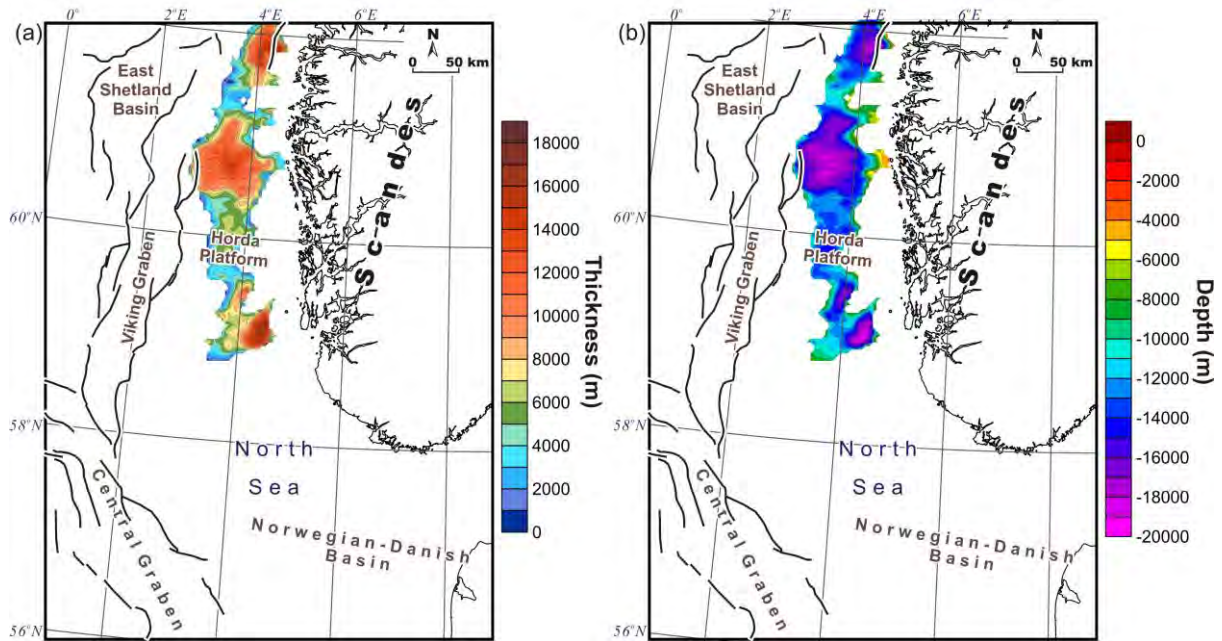 (a)
0°
2°E
4°E
6°E
N
0 50 km
East
Shetland
Basin
Scandes
60°N
Viking Graben
Horda
Platform
58°N
North
Sea
Central Graben
Norwegian-Danish
Basin
56°N
18000
16000
14000
12000
10000
8000
6000
4000
2000
0
Thickness (m)
(b)
0°
2°E
4°E
6°E
N
0 50 km
East
Shetland
Basin
Scandes
60°N
Viking Graben
Horda
Platform
58°N
North
Sea
Central Graben
Norwegian-Danish
Basin
56°N
0
-2000
-4000
-6000
-8000
-10000
-12000
-14000
-16000
-18000
-20000
Depth (m)